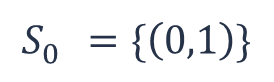 S₀ = {(0,1)}